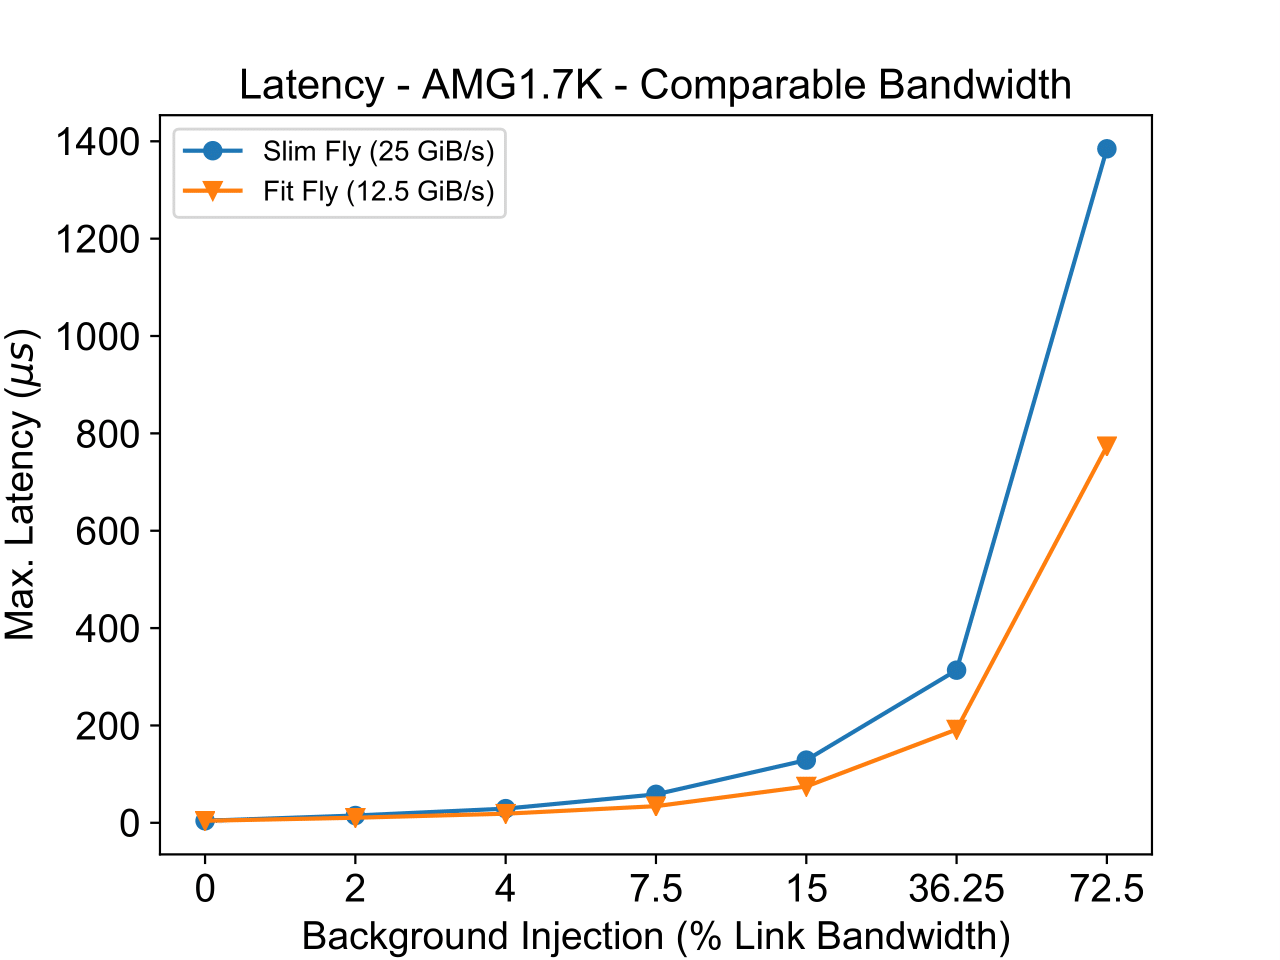 Latency - AMG1.7K - Comparable Bandwidth
Slim Fly (25 GiB/s)
Fit Fly (12.5 GiB/s)
Max. Latency (μs)
1400
1200
1000
800
600
400
200
0
0 2 4 7.5 15 36.25 72.5
Background Injection (% Link Bandwidth)